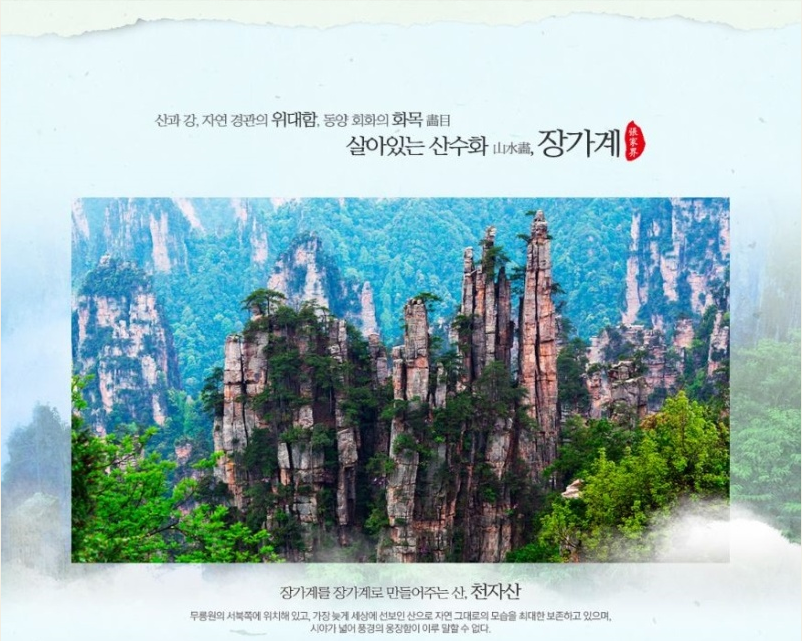 산과 강, 자연 경관의 위대함, 동양 회화의 화목 畵目
살아있는 산수화 山水畵, 장가계
張家界
장가계를 장가계로 만들어주는 산, 천자산
무릉원의 서북쪽에 위치해 있고, 가장 늦게 세상에 선보인 산으로 자연 그대로의 모습을 최대한 보존하고 있으며,
시야가 넓어 풍경의 웅장함이 이루 말할 수 없다.